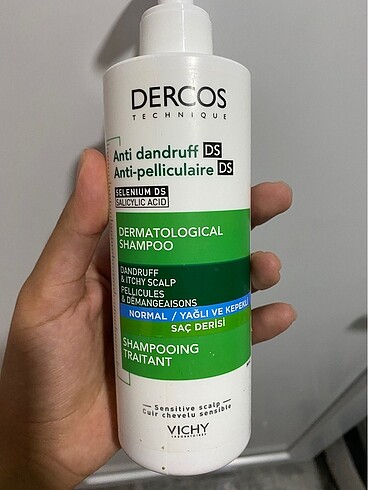 DERCOS
TECHNIQUE
Anti dandruff DS
Anti-pelliculaire DS
SELENIUM DS
SALICYLIC ACID
DERMATOLOGICAL
SHAMPOO
DANDRUFF
& ITCHY SCALP
PELLICULES
& DÉMANGEAISONS
NORMAL / YAĞLI VE KEPEKLİ
SAÇ DERİSİ
SHAMPOOING
TRAITANT
Sensitive scalp
Cuir chevelu sensible
VICHY
LABORATOIRES